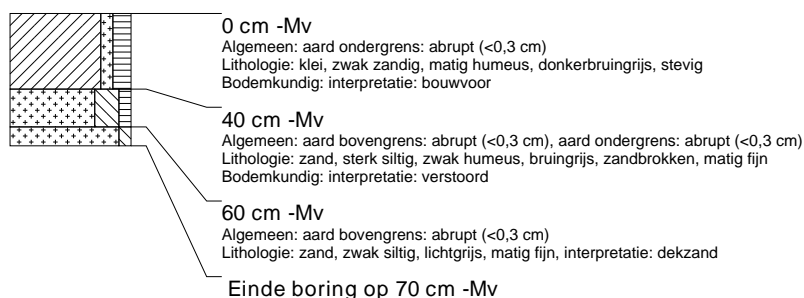 0 cm -Mv
Algemeen: aard ondergrens: abrupt (<0,3 cm)
Lithologie: klei, zwak zandig, matig humeus, donkerbruingrijs, stevig
Bodemkundig: interpretatie: bouwvoor
40 cm -Mv
Algemeen: aard bovengrens: abrupt (<0,3 cm), aard ondergrens: abrupt (<0,3 cm)
Lithologie: zand, sterk siltig, zwak humeus, bruingrijs, zandbrokken, matig fijn
Bodemkundig: interpretatie: verstoord
60 cm -Mv
Algemeen: aard bovengrens: abrupt (<0,3 cm)
Lithologie: zand, zwak siltig, lichtgrijs, matig fijn, interpretatie: dekzand
Einde boring op 70 cm -Mv